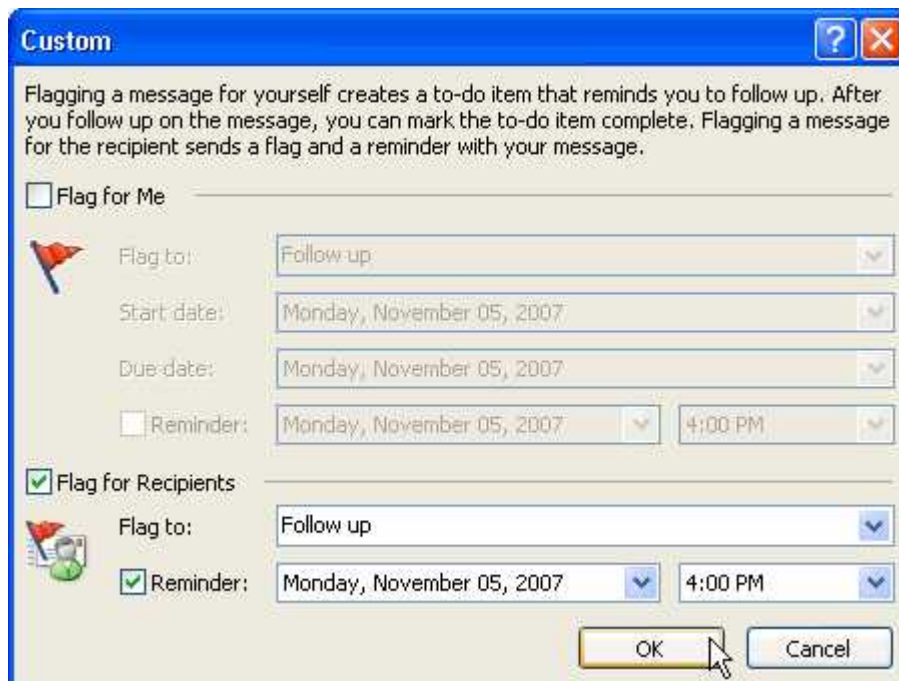 Custom
Flagging a message for yourself creates a to-do item that reminds you to follow up. After
you follow up on the message, you can mark the to-do item complete. Flagging a message
for the recipient sends a flag and a reminder with your message.
Flag for Me
Flag to: Follow up
Start date: Monday, November 05, 2007
Due date: Monday, November 05, 2007
Reminder: Monday, November 05, 2007 4:00 PM
Flag for Recipients
Flag to: Follow up
Reminder: Monday, November 05, 2007 4:00 PM
OK Cancel